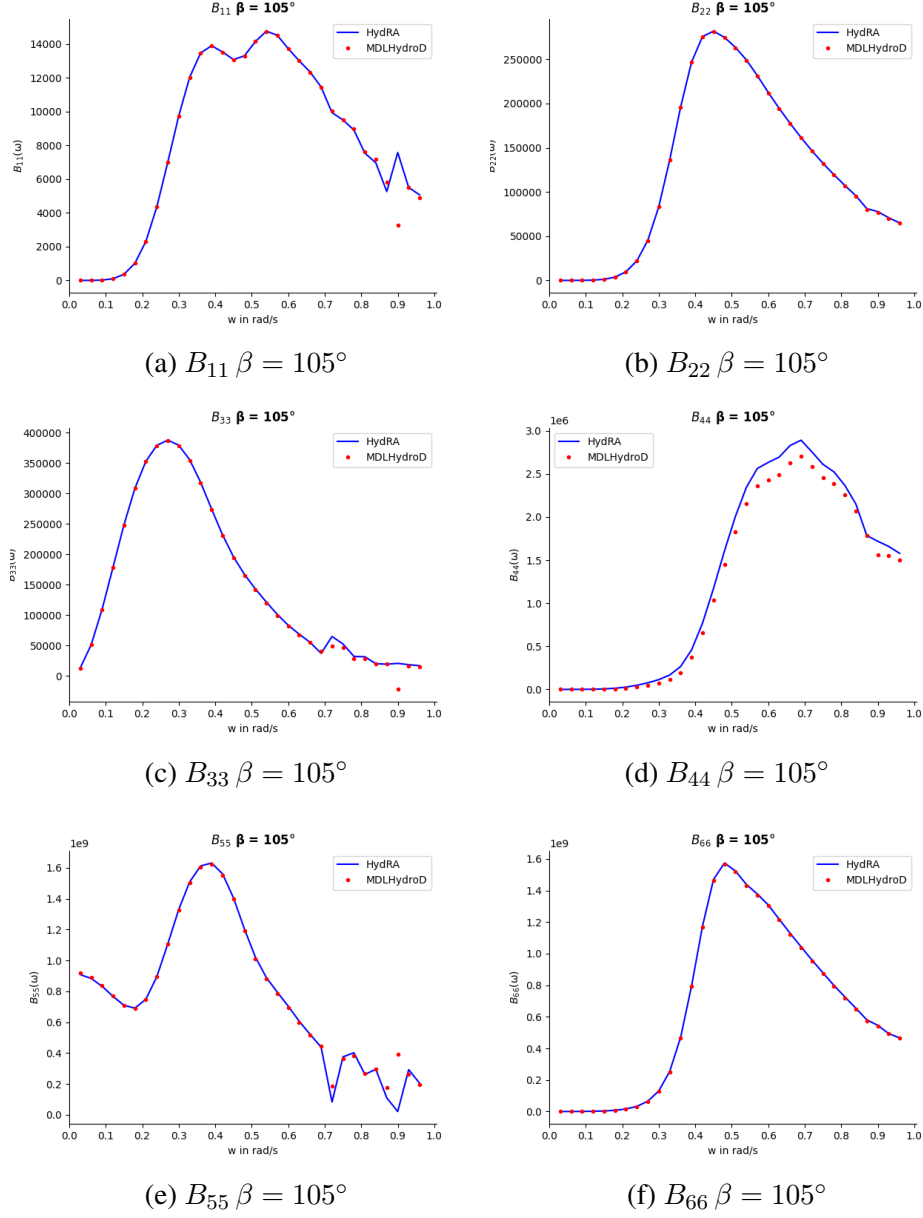 B₁₁ β = 105°
HydRA
MDLHydroD
14000
12000
10000
8000
6000
4000
2000
0
B₁₁(ω)
0.0 0.1 0.2 0.3 0.4 0.5 0.6 0.7 0.8 0.9 1.0
w in rad/s
(a) B₁₁ β = 105°
B₂₂ β = 105°
HydRA
MDLHydroD
250000
200000
150000
100000
50000
0
B₂₂(ω)
0.0 0.1 0.2 0.3 0.4 0.5 0.6 0.7 0.8 0.9 1.0
w in rad/s
(b) B₂₂ β = 105°
B₃₃ β = 105°
HydRA
MDLHydroD
400000
350000
300000
250000
200000
150000
100000
50000
0
B₃₃(ω)
0.0 0.1 0.2 0.3 0.4 0.5 0.6 0.7 0.8 0.9 1.0
w in rad/s
(c) B₃₃ β = 105°
B₄₄ β = 105°
1e6
HydRA
MDLHydroD
3.0
2.5
2.0
1.5
1.0
0.5
0.0
B₄₄(ω)
0.0 0.1 0.2 0.3 0.4 0.5 0.6 0.7 0.8 0.9 1.0
w in rad/s
(d) B₄₄ β = 105°
B₅₅ β = 105°
1e9
HydRA
MDLHydroD
1.6
1.4
1.2
1.0
0.8
0.6
0.4
0.2
0.0
B₅₅(ω)
0.0 0.1 0.2 0.3 0.4 0.5 0.6 0.7 0.8 0.9 1.0
w in rad/s
(e) B₅₅ β = 105°
B₆₆ β = 105°
1e9
HydRA
MDLHydroD
1.6
1.4
1.2
1.0
0.8
0.6
0.4
0.2
0.0
B₆₆(ω)
0.0 0.1 0.2 0.3 0.4 0.5 0.6 0.7 0.8 0.9 1.0
w in rad/s
(f) B₆₆ β = 105°